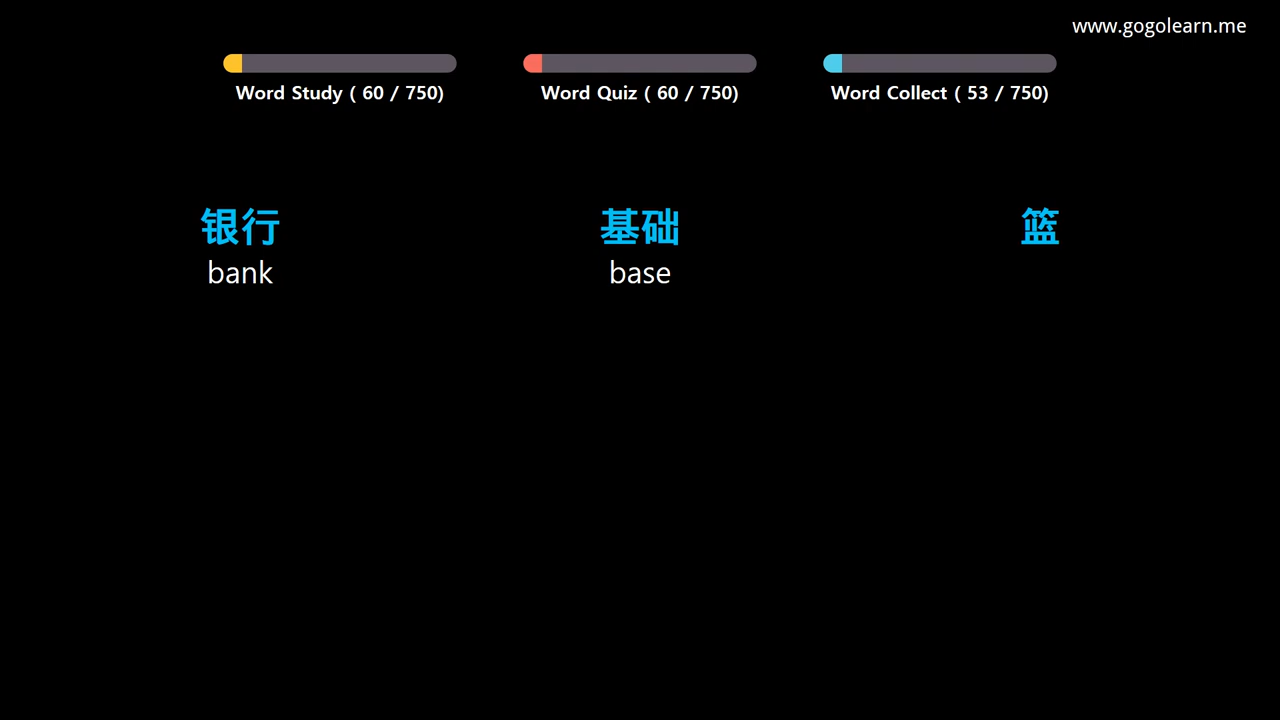 www.gogolearn.me
Word Study ( 60 / 750)
Word Quiz ( 60 / 750)
Word Collect ( 53 / 750)
银行
基础
篮
bank
base